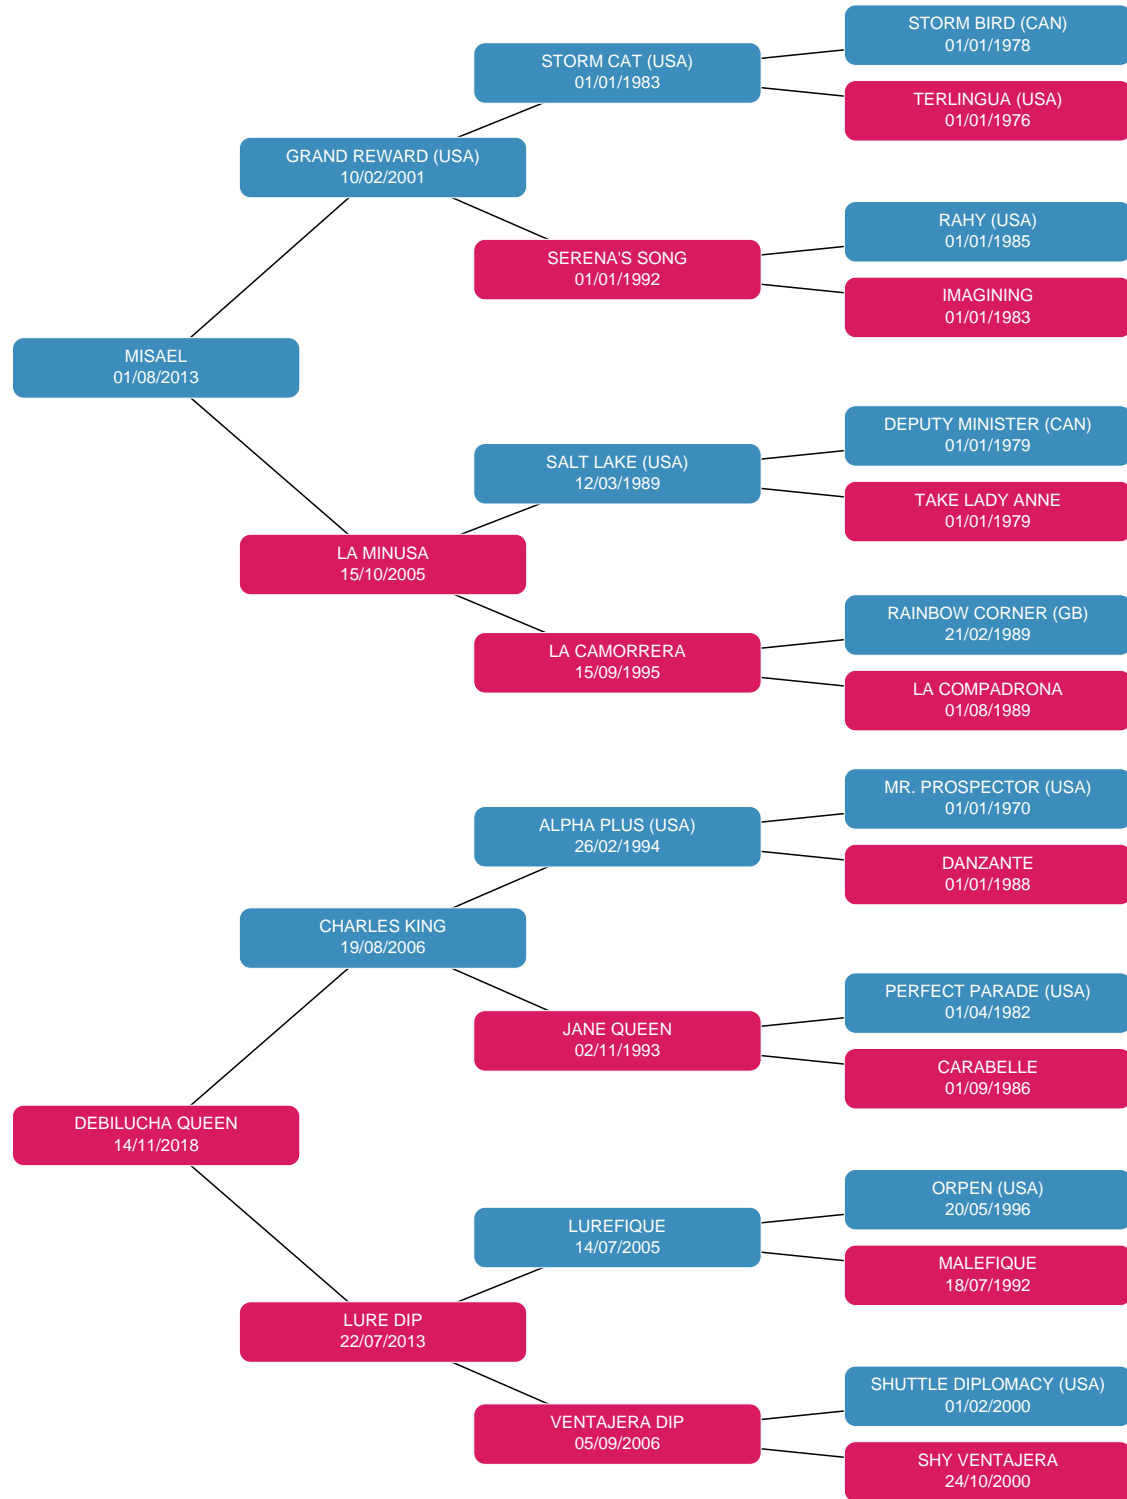 STORM BIRD (CAN)
01/01/1978
STORM CAT (USA)
01/01/1983
TERLINGUA (USA)
01/01/1976
GRAND REWARD (USA)
10/02/2001
RAHY (USA)
01/01/1985
SERENA'S SONG
01/01/1992
IMAGINING
01/01/1983
MISAEL
01/08/2013
DEPUTY MINISTER (CAN)
01/01/1979
SALT LAKE (USA)
12/03/1989
TAKE LADY ANNE
01/01/1979
LA MINUSA
15/10/2005
RAINBOW CORNER (GB)
21/02/1989
LA CAMORRERA
15/09/1995
LA COMPADRONA
01/08/1989
MR. PROSPECTOR (USA)
01/01/1970
ALPHA PLUS (USA)
26/02/1994
DANZANTE
01/01/1988
CHARLES KING
19/08/2006
PERFECT PARADE (USA)
01/04/1982
JANE QUEEN
02/11/1993
CARABELLE
01/09/1986
DEBILUCHA QUEEN
14/11/2018
ORPEN (USA)
20/05/1996
LUREFIQUE
14/07/2005
MALEFIQUE
18/07/1992
LURE DIP
22/07/2013
SHUTTLE DIPLOMACY (USA)
01/02/2000
VENTAJERA DIP
05/09/2006
SHY VENTAJERA
24/10/2000